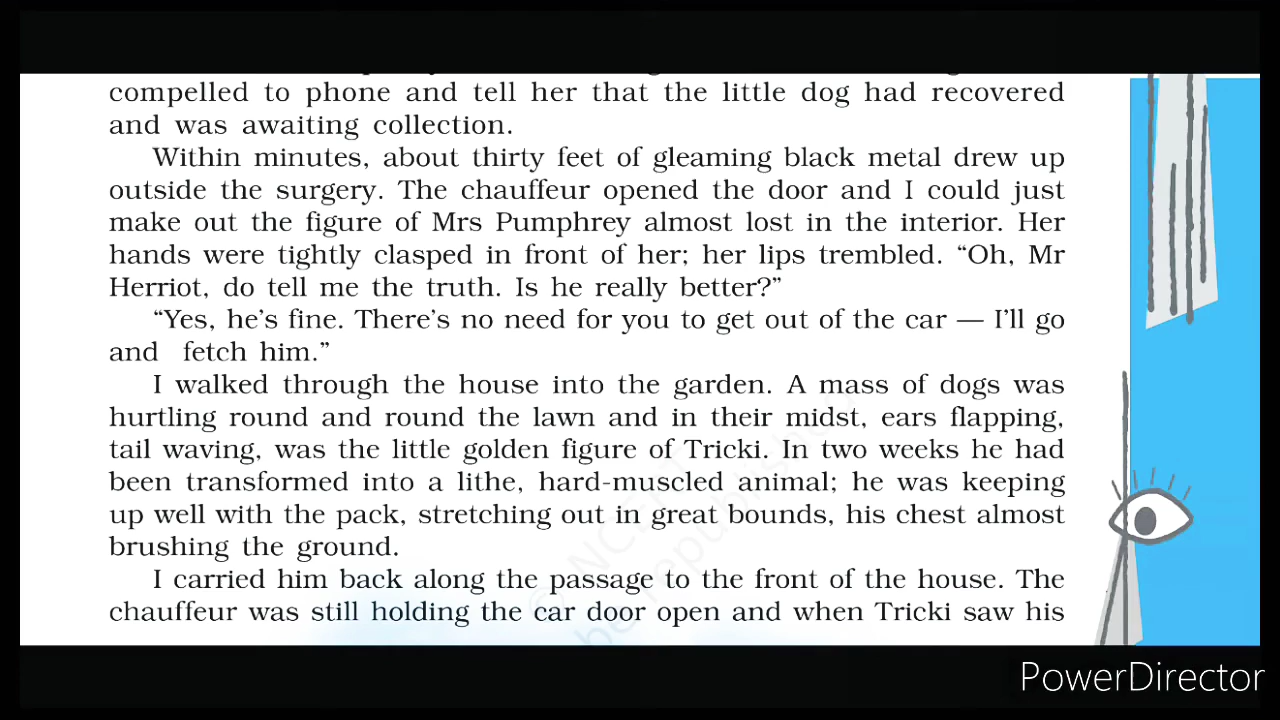 compelled to phone and tell her that the little dog had recovered
and was awaiting collection.
Within minutes, about thirty feet of gleaming black metal drew up
outside the surgery. The chauffeur opened the door and I could just
make out the figure of Mrs Pumphrey almost lost in the interior. Her
hands were tightly clasped in front of her; her lips trembled. “Oh, Mr
Herriot, do tell me the truth. Is he really better?”
“Yes, he’s fine. There’s no need for you to get out of the car — I’ll go
and fetch him.”
I walked through the house into the garden. A mass of dogs was
hurtling round and round the lawn and in their midst, ears flapping,
tail waving, was the little golden figure of Tricki. In two weeks he had
been transformed into a lithe, hard-muscled animal; he was keeping
up well with the pack, stretching out in great bounds, his chest almost
brushing the ground.
I carried him back along the passage to the front of the house. The
chauffeur was still holding the car door open and when Tricki saw his
PowerDirector